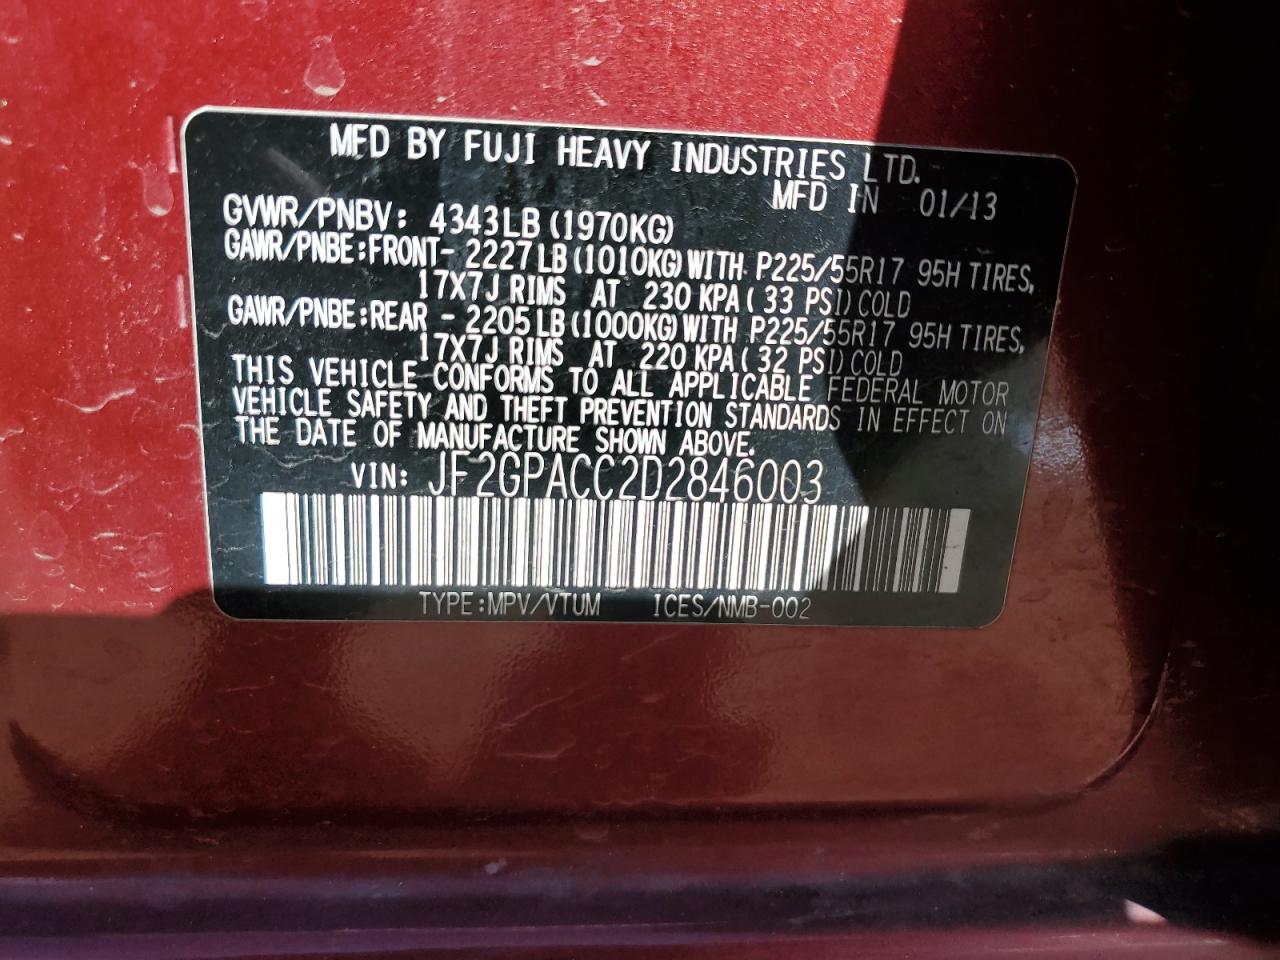 MFD BY FUJI HEAVY INDUSTRIES LTD.
MFD IN 01/13
GVWR/PNBV: 4343LB (1970KG)
GAWR/PNBE:FRONT- 2227LB(1010KG)WITH P225/55R17 95H TIRES,
17X7J RIMS AT 230 KPA(33 PSI)COLD
GAWR/PNBE:REAR - 2205LB(1000KG)WITH P225/55R17 95H TIRES,
17X7J RIMS AT 220 KPA(32 PSI)COLD
THIS VEHICLE CONFORMS TO ALL APPLICABLE FEDERAL MOTOR
VEHICLE SAFETY AND THEFT PREVENTION STANDARDS IN EFFECT ON
THE DATE OF MANUFACTURE SHOWN ABOVE.
VIN: JF2GPACC2D2846003
TYPE:MPV/VTUM ICES/NMB-002